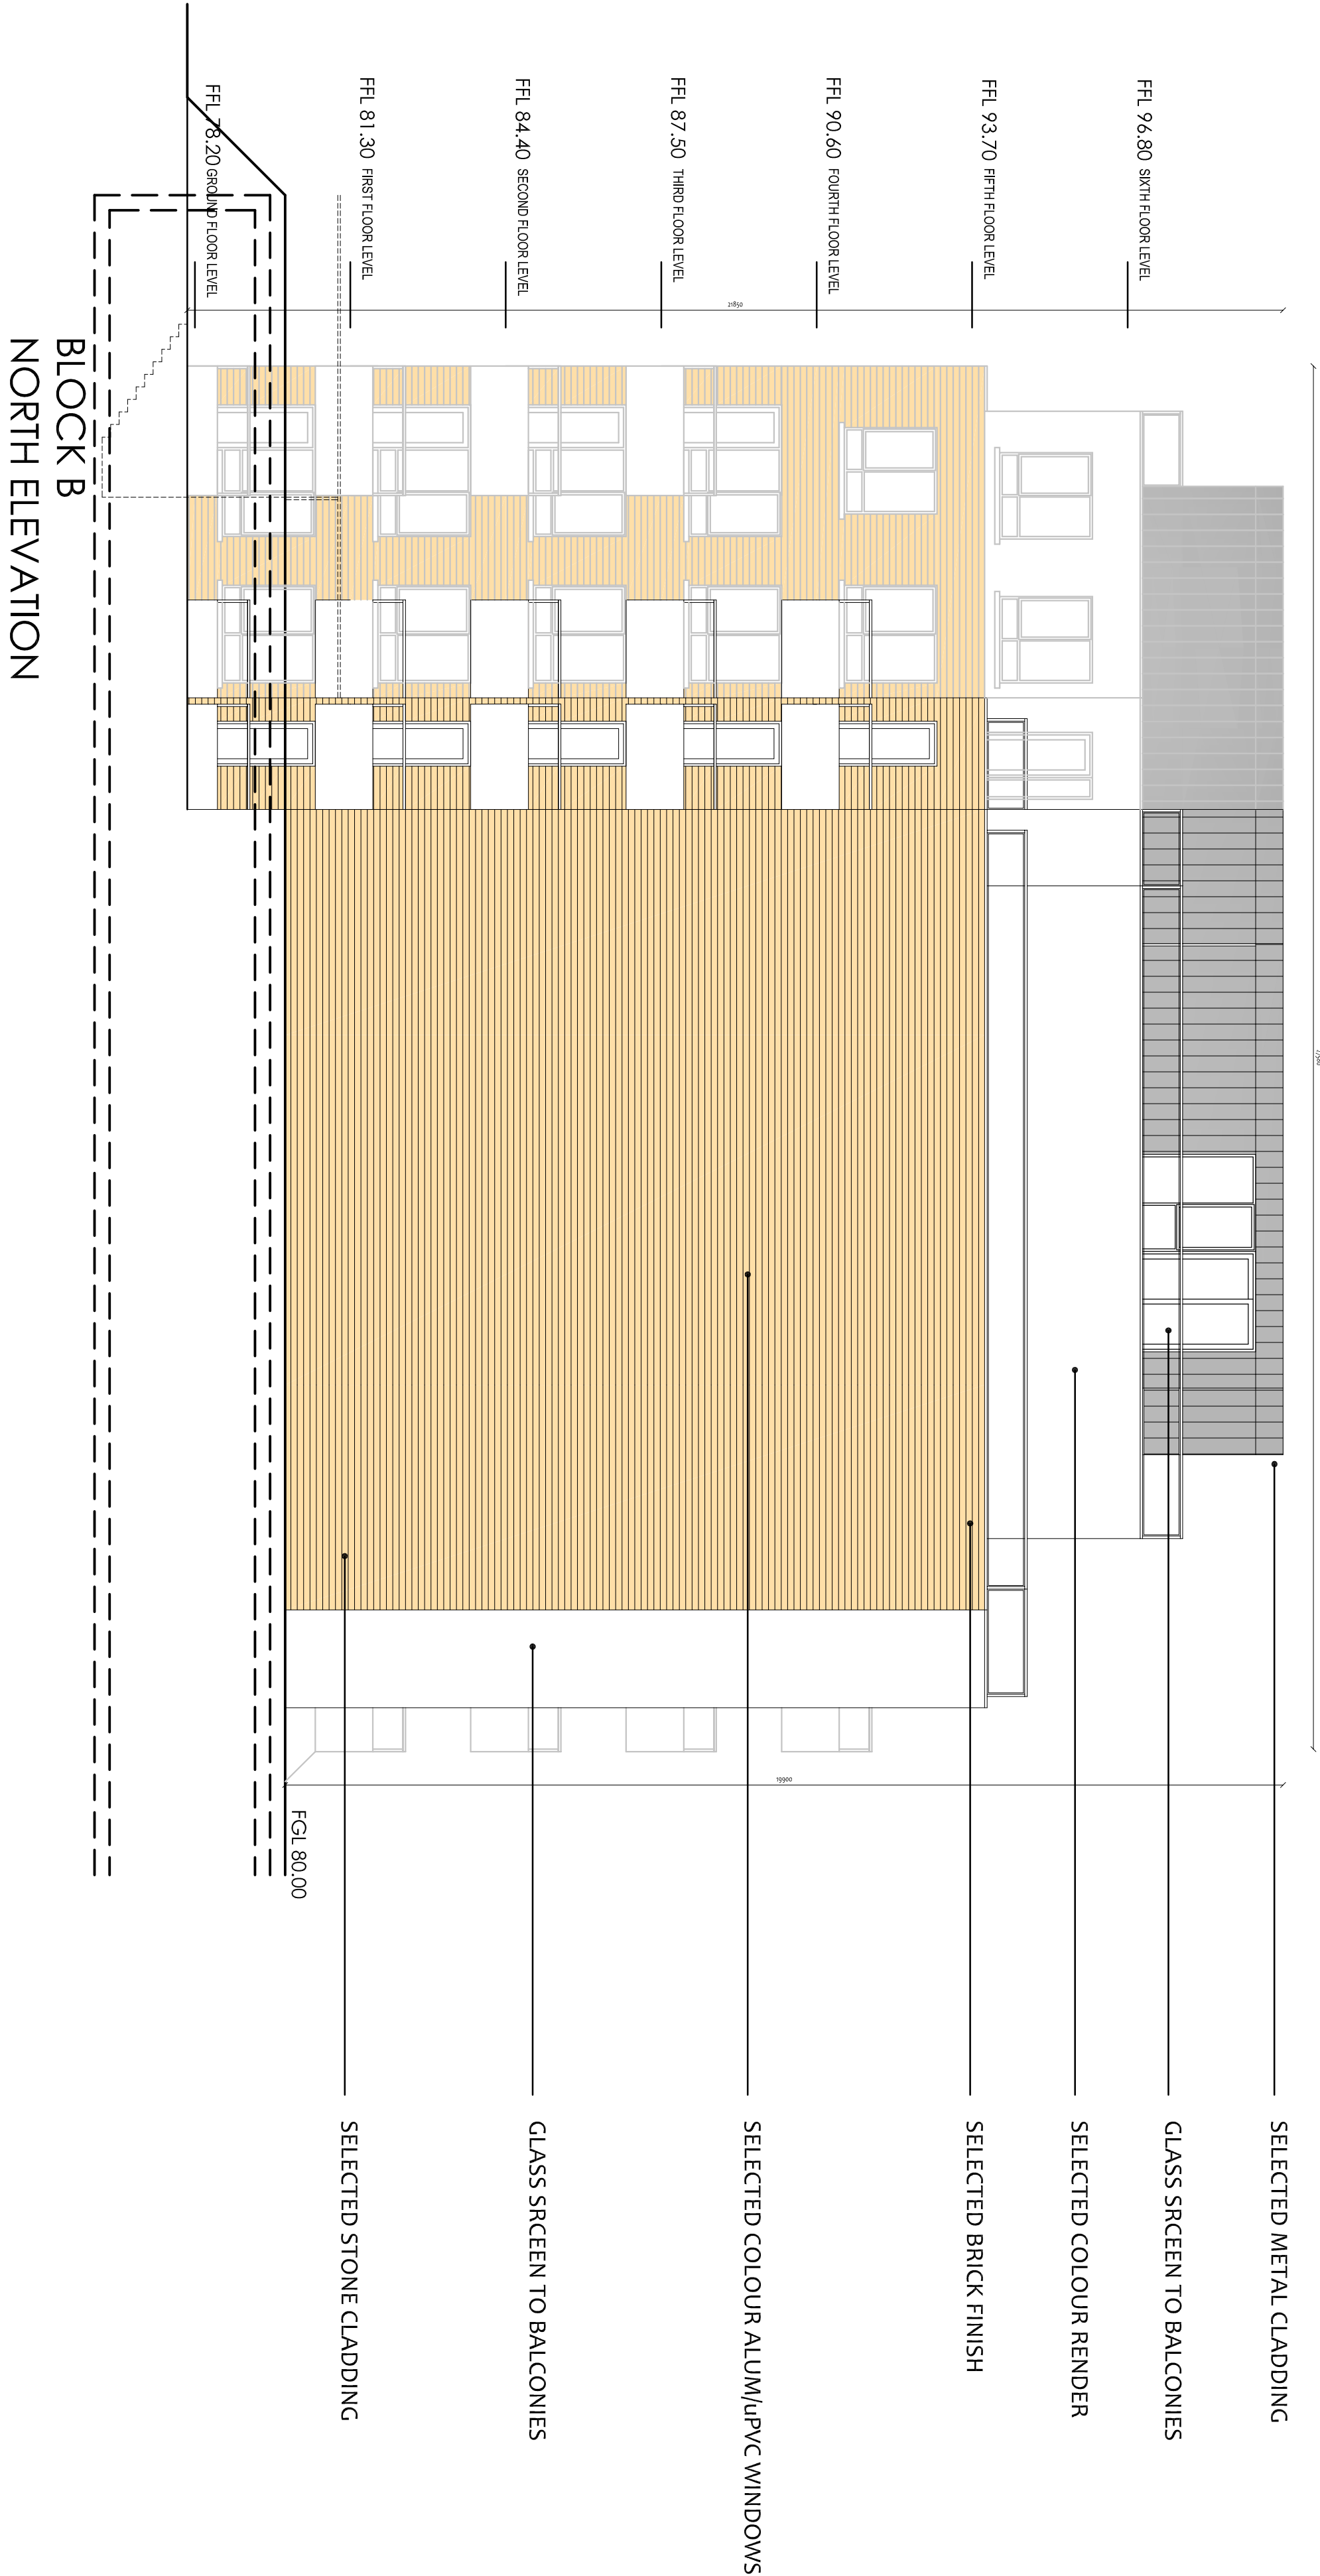 FFL 96.80 SIXTH FLOOR LEVEL
FFL 93.70 FIFTH FLOOR LEVEL
FFL 90.60 FOURTH FLOOR LEVEL
FFL 87.50 THIRD FLOOR LEVEL
FFL 84.40 SECOND FLOOR LEVEL
FFL 81.30 FIRST FLOOR LEVEL
FFL 78.20 GROUND FLOOR LEVEL
21850
19900
FGL 80.00
SELECTED METAL CLADDING
GLASS SRCEEN TO BALCONIES
SELECTED COLOUR RENDER
SELECTED BRICK FINISH
SELECTED COLOUR ALUM/uPVC WINDOWS
GLASS SRCEEN TO BALCONIES
SELECTED STONE CLADDING
BLOCK B
NORTH ELEVATION